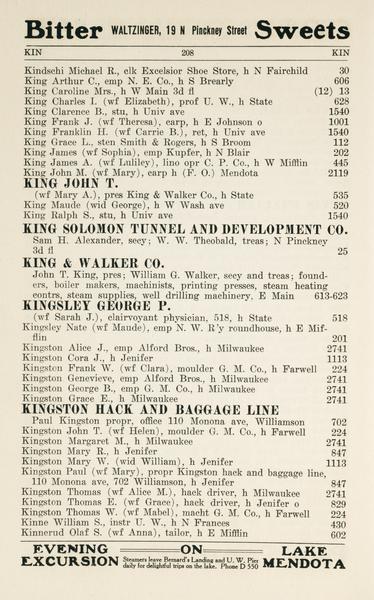 Bitter WALTZINGER, 19 N Pinckney Street Sweets
KIN 208 KIN
Kindschi Michael R., clk Excelsior Shoe Store, h N Fairchild 30
King Arthur C., emp N. E. Co., h S Brearly 606
King Caroline Mrs., h W Main 3d fl (12) 13
King Charles I. (wf Elizabeth), prof U. W., h State 628
King Clarence B., stu, h Univ ave 1540
King Frank J. (wf Theresa), carp, h E Johnson o 1001
King Franklin H. (wf Carrie B.), ret, h Univ ave 1540
King Grace L., sten Smith & Rogers, h S Broom 112
King James (wf Sophia), emp Kupfer, h N Blair 202
King James A. (wf Luliley), lino opr C. P. Co., h W Mifflin 445
King John M. (wf Mary), carp h (F. O.) Mendota 2119
KING JOHN T.
(wf Mary A.), pres King & Walker Co., h State 535
King Maude (wid George), h W Wash ave 520
King Ralph S., stu, h Univ ave 1540
KING SOLOMON TUNNEL AND DEVELOPMENT CO.
Sam H. Alexander, secy; W. W. Theobald, treas; N Pinckney
3d fl 25
KING & WALKER CO.
John T. King, pres; William G. Walker, secy and treas; found-
ers, boiler makers, machinists, printing presses, steam heating
contrs, steam supplies, well drilling machinery, E Main 613-623
KINGSLEY GEORGE P.
(wf Sarah J.), clairvoyant physician, 518, h State 518
Kingsley Nate (wf Maude), emp N. W. R'y roundhouse, h E Mif-
flin 201
Kingston Alice J., emp Alford Bros., h Milwaukee 2741
Kingston Cora J., h Jenifer 1113
Kingston Frank W. (wf Clara), moulder G. M. Co., h Farwell 224
Kingston Genevieve, emp Alford Bros., h Milwaukee 2741
Kingston George B., emp G. M. Co., h Milwaukee 2741
Kingston Grace E., h Milwaukee 2741
KINGSTON HACK AND BAGGAGE LINE
Paul Kingston propr, office 110 Monona ave, Williamson 702
Kingston John T. (wf Helen), moulder G. M. Co., h Farwell 224
Kingston Margaret M., h Milwaukee 2741
Kingston Mary R., h Jenifer 847
Kingston Mary W. (wid William), h Jenifer 1113
Kingston Paul (wf Mary), propr Kingston hack and baggage line,
110 Monona ave, 702 Williamson, h Jenifer 847
Kingston Thomas (wf Alice M.), hack driver, h Milwaukee 2741
Kingston Thomas E. (wf Grace), hack driver, h Jenifer o 829
Kingston Thomas W. (wf Mabel), macht G. M. Co., h Farwell 224
Kinne William S., instr U. W., h N Frances 430
Kinnerud Olaf S. (wf Anna), tailor, h E Mifflin 602
EVENING ON LAKE
EXCURSION Steamers leave Bernard's Landing and U. W. Pier MENDOTA
daily for delightful trips on the lake. Phone D 550